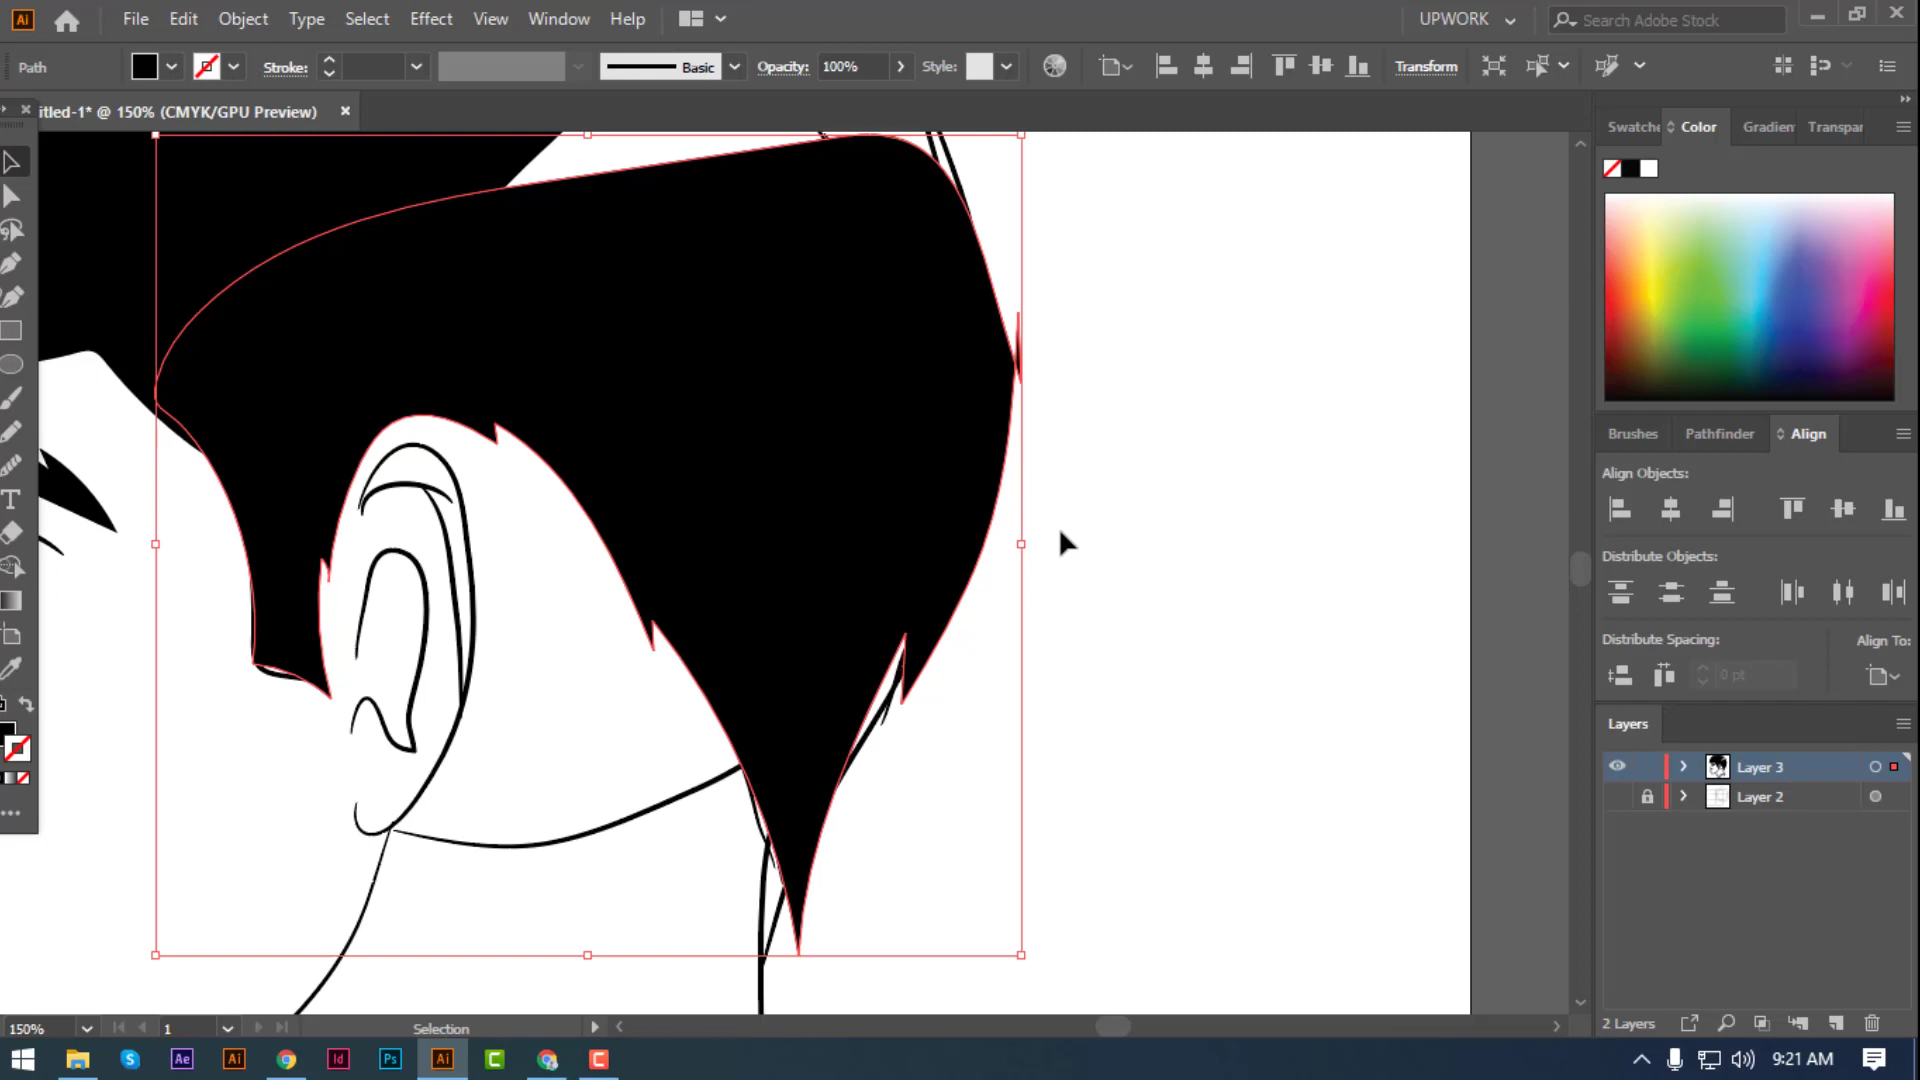 Ai File Edit Object Type Select Effect View Window Help UPWORK Search Adobe Stock
Path Stroke: Basic Opacity: 100% Style: Transform
itled-1* @ 150% (CMYK/GPU Preview)
Swatche Color Gradien Transpar
Brushes Pathfinder Align
Align Objects:
Distribute Objects:
Distribute Spacing: Align To:
0 pt
Layers
Layer 3
Layer 2
2 Layers
150% 1 Selection
S Ae Ai Id Ps Ai C C 9:21 AM